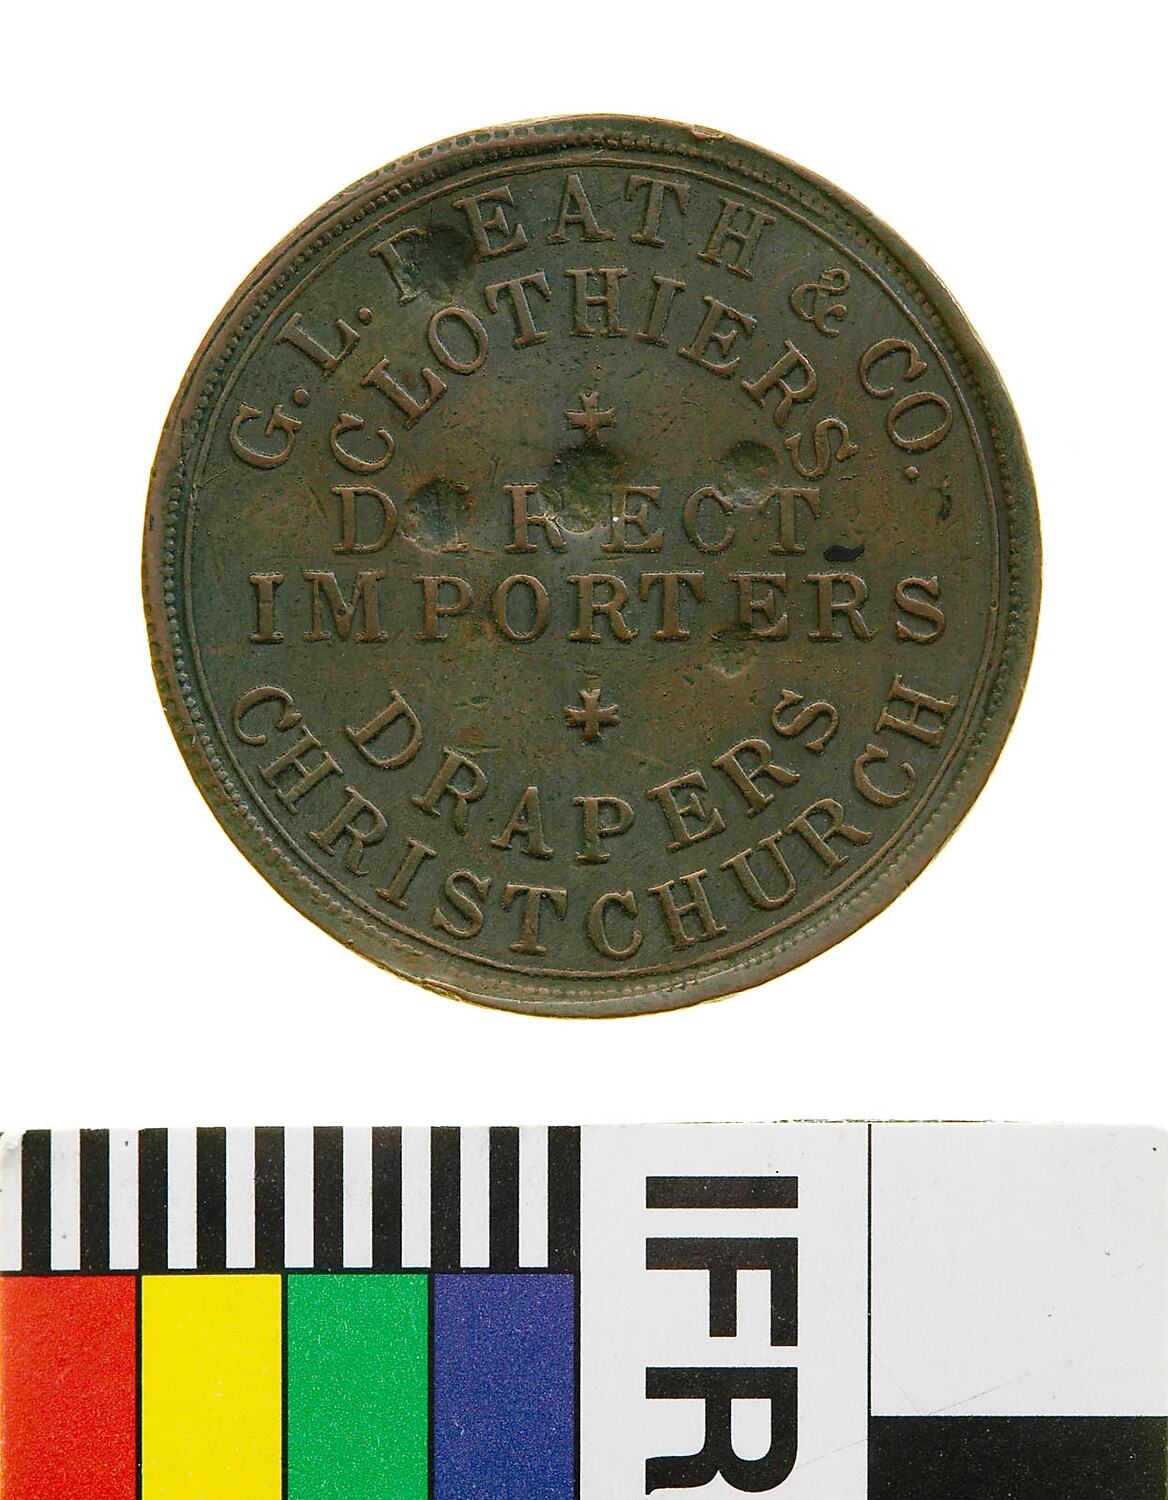 G. L. BEATH & CO.
CLOTHIERS
DIRECT
IMPORTERS
DRAPERS
CHRISTCHURCH
IFR